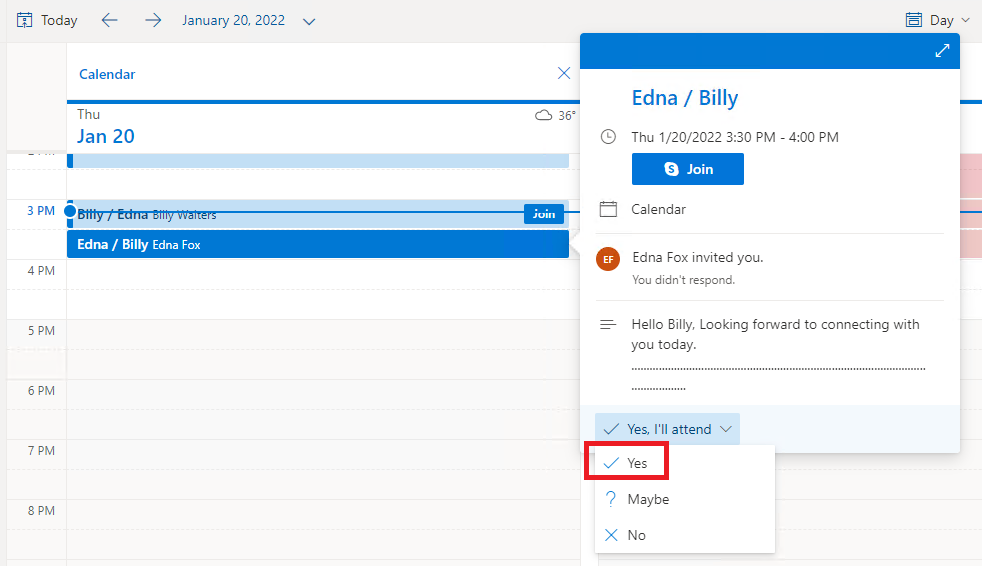 Today
January 20, 2022
Day
Calendar
Thu
36°
Jan 20
3 PM
Billy / Edna Billy Walters
Join
Edna / Billy Edna Fox
4 PM
5 PM
6 PM
7 PM
8 PM
Edna / Billy
Thu 1/20/2022 3:30 PM - 4:00 PM
Join
Calendar
EF
Edna Fox invited you.
You didn't respond.
Hello Billy, Looking forward to connecting with
you today.
Yes, I'll attend
Yes
Maybe
No